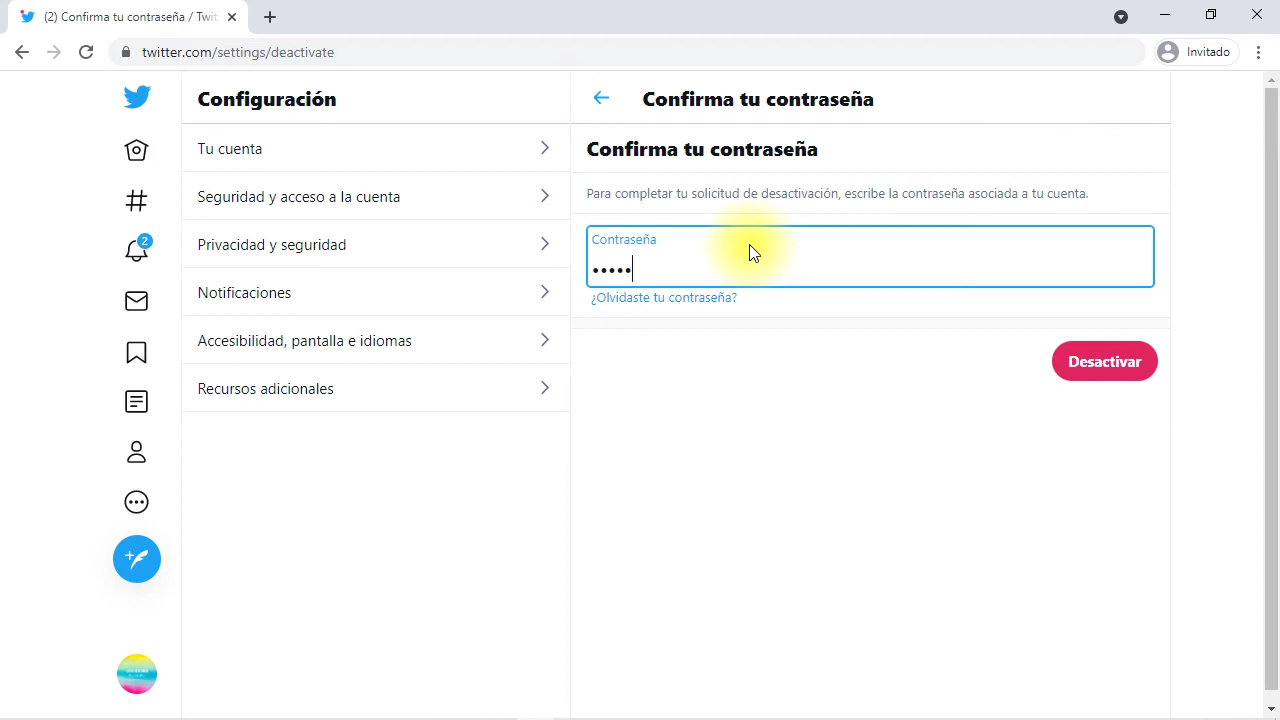 (2) Confirma tu contraseña / Twit
twitter.com/settings/deactivate
Invitado
Configuración
Tu cuenta
Seguridad y acceso a la cuenta
Privacidad y seguridad
Notificaciones
Accesibilidad, pantalla e idiomas
Recursos adicionales
2
Confirma tu contraseña
Confirma tu contraseña
Para completar tu solicitud de desactivación, escribe la contraseña asociada a tu cuenta.
Contraseña
•••••
¿Olvidaste tu contraseña?
Desactivar